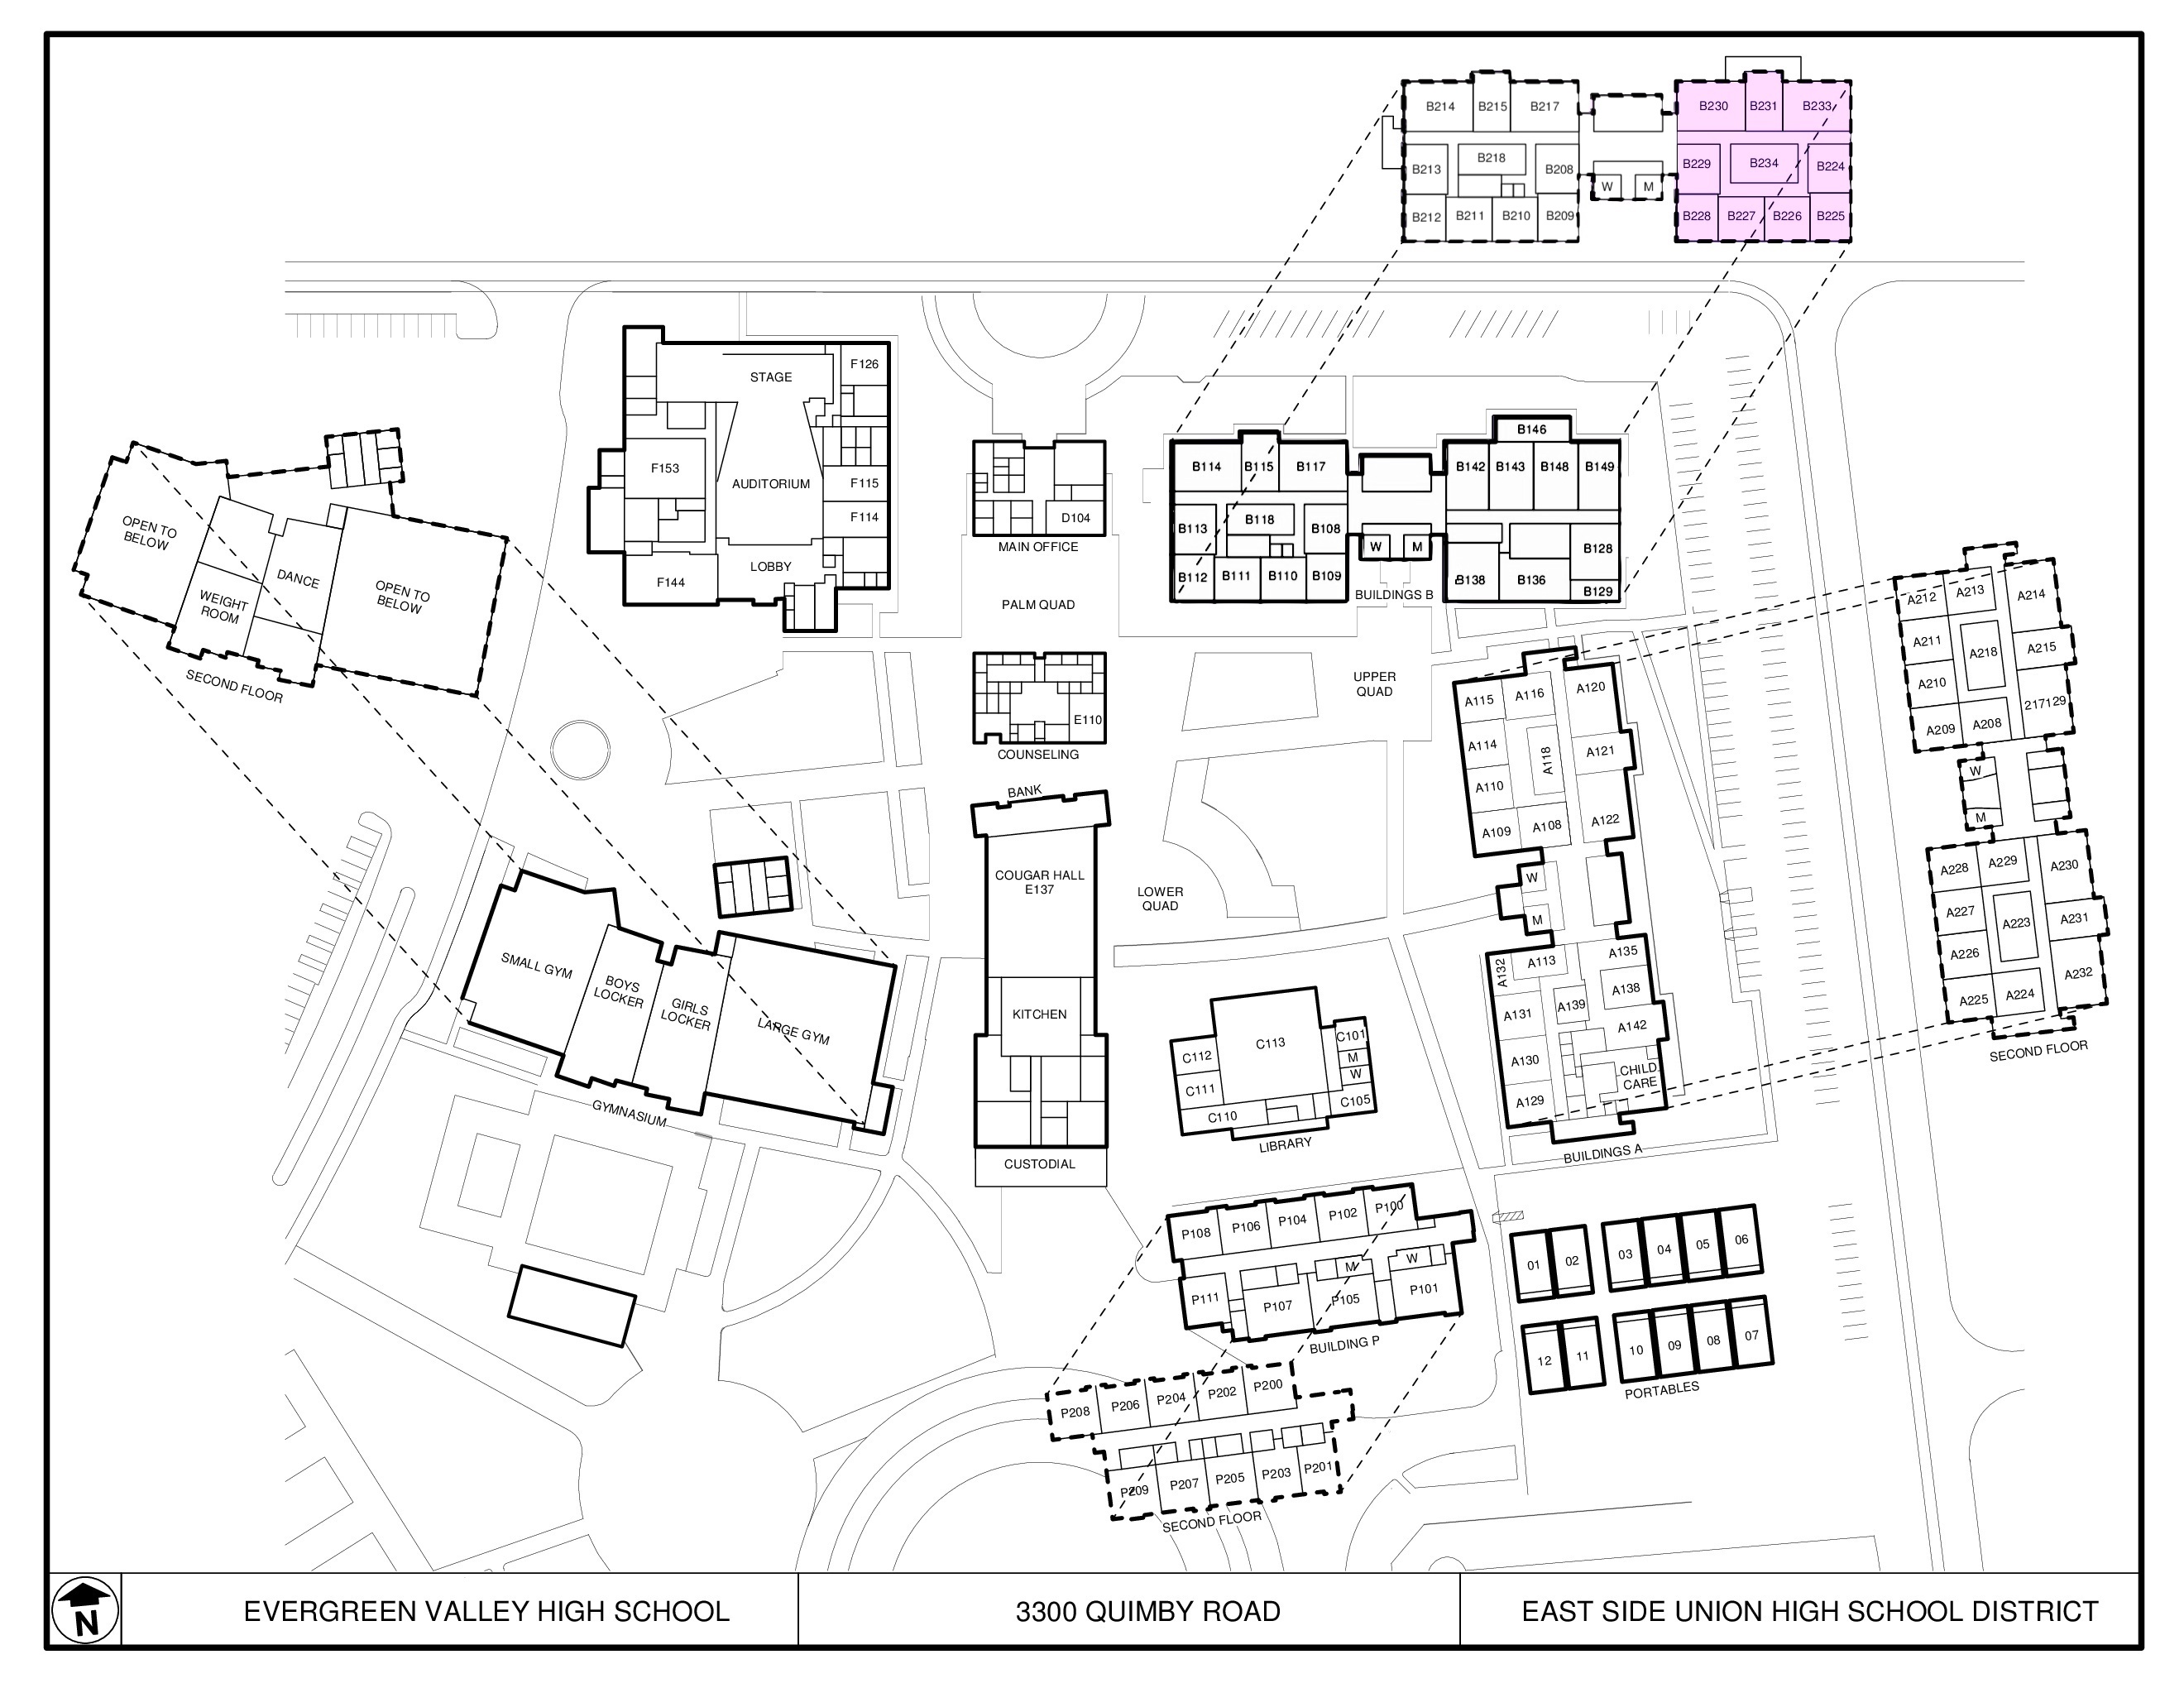 B214 B215 B217
B230 B231 B233
B213 B218 B208
B229 B234 B224
W M
B212 B211 B210 B209
B228 B227 B226 B225
STAGE
F126
F153
AUDITORIUM
F115
F114
LOBBY
F144
D104
MAIN OFFICE
PALM QUAD
B146
B114 B115 B117
B142 B143 B148 B149
B113 B118 B108
W M
B128
B112 B111 B110 B109
B138 B136
B129
BUILDINGS B
OPEN TO
BELOW
WEIGHT
ROOM
DANCE
OPEN TO
BELOW
SECOND FLOOR
E110
COUNSELING
UPPER
QUAD
A115 A116 A120
A114 A118 A121
A110
A109 A108 A122
W
M
A132 A113 A135
A131 A139 A138
A142
A130
CHILD
CARE
A129
BUILDINGS A
A212 A213 A214
A211 A218 A215
A210
217129
A209 A208
W
M
A228 A229 A230
A227 A223 A231
A226
A232
A225 A224
SECOND FLOOR
BANK
COUGAR HALL
E137
LOWER
QUAD
KITCHEN
CUSTODIAL
SMALL GYM
BOYS
LOCKER
GIRLS
LOCKER
LARGE GYM
GYMNASIUM
C113
C101
C112
M
W
C111
C105
C110
LIBRARY
P108 P106 P104 P102 P100
M W
P111 P107 P105 P101
BUILDING P
P208 P206 P204 P202 P200
P209 P207 P205 P203 P201
SECOND FLOOR
01 02 03 04 05 06
12 11 10 09 08 07
PORTABLES
N
EVERGREEN VALLEY HIGH SCHOOL
3300 QUIMBY ROAD
EAST SIDE UNION HIGH SCHOOL DISTRICT